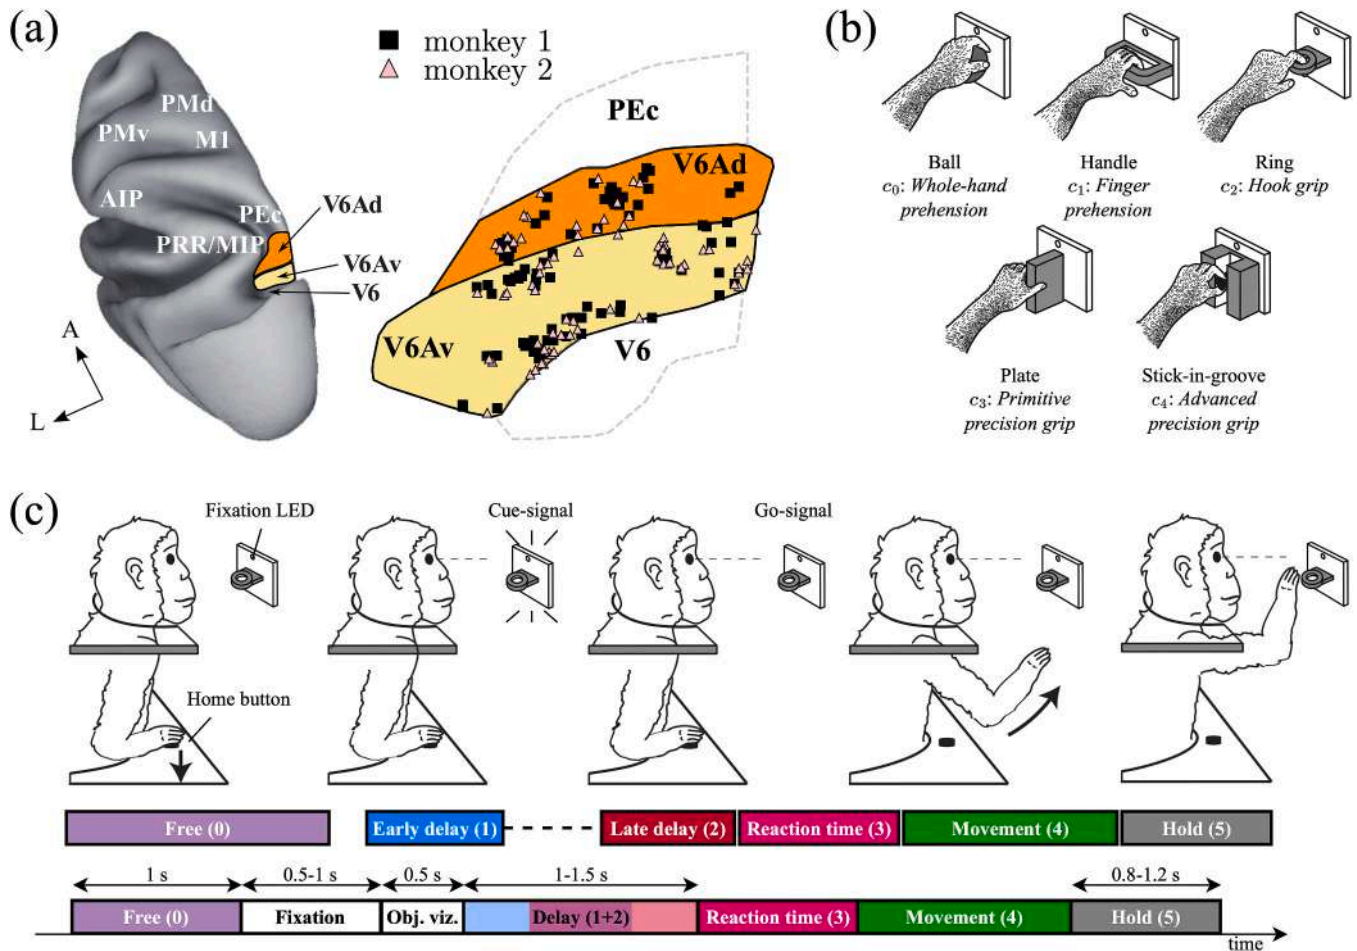 (a)
monkey 1
monkey 2
PMd
PMv
M1
AIP
PEc
PRR/MIP
V6Ad
V6Av
V6
A
L
PEc
V6Ad
V6Av
V6
(b)
Ball
c0: Whole-hand
prehension
Handle
c1: Finger
prehension
Ring
c2: Hook grip
Plate
c3: Primitive
precision grip
Stick-in-groove
c4: Advanced
precision grip
(c)
Fixation LED
Cue-signal
Go-signal
Home button
Free (0)
Early delay (1)
Late delay (2)
Reaction time (3)
Movement (4)
Hold (5)
1 s
0.5-1 s
0.5 s
1-1.5 s
0.8-1.2 s
Free (0)
Fixation
Obj. viz.
Delay (1+2)
Reaction time (3)
Movement (4)
Hold (5)
time